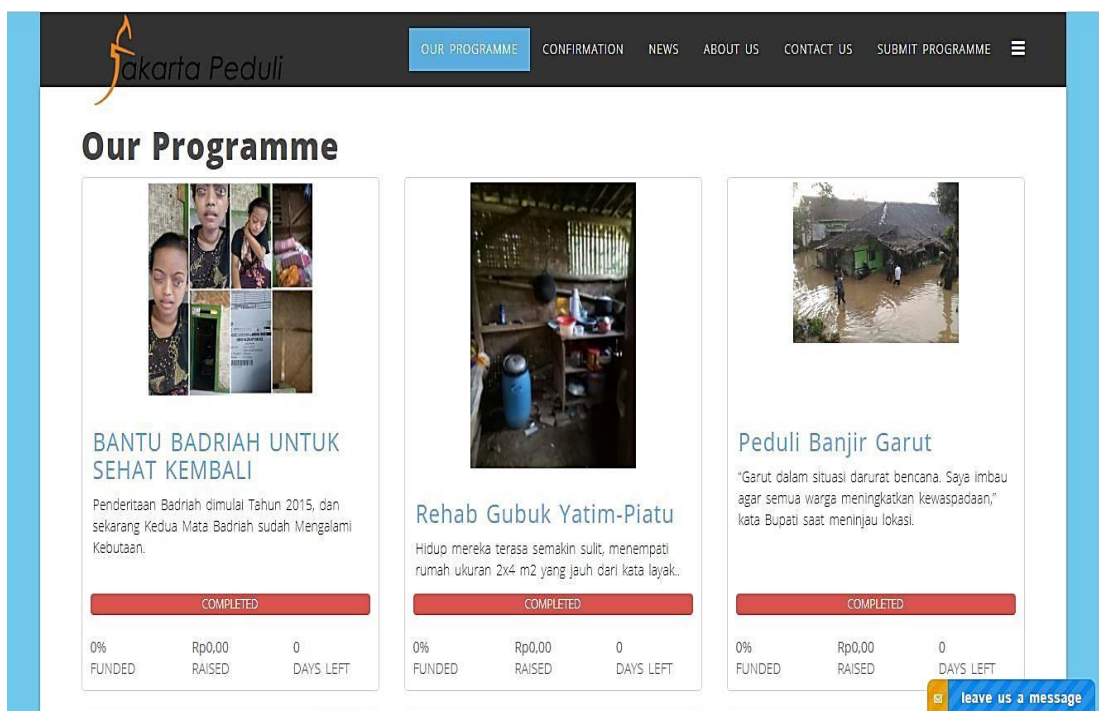 Jakarta Peduli
OUR PROGRAMME CONFIRMATION NEWS ABOUT US CONTACT US SUBMIT PROGRAMME
Our Programme
BANTU BADRIAH UNTUK
SEHAT KEMBALI
Penderitaan Badriah dimulai Tahun 2015, dan
sekarang Kedua Mata Badriah sudah Mengalami
Kebutaan.
COMPLETED
0% Rp0,00 0
FUNDED RAISED DAYS LEFT
Rehab Gubuk Yatim-Piatu
Hidup mereka terasa semakin sulit, menempati
rumah ukuran 2x4 m2 yang jauh dari kata layak..
COMPLETED
0% Rp0,00 0
FUNDED RAISED DAYS LEFT
Peduli Banjir Garut
"Garut dalam situasi darurat bencana. Saya imbau
agar semua warga meningkatkan kewaspadaan,"
kata Bupati saat meninjau lokasi.
COMPLETED
0% Rp0,00 0
FUNDED RAISED DAYS LEFT
leave us a message